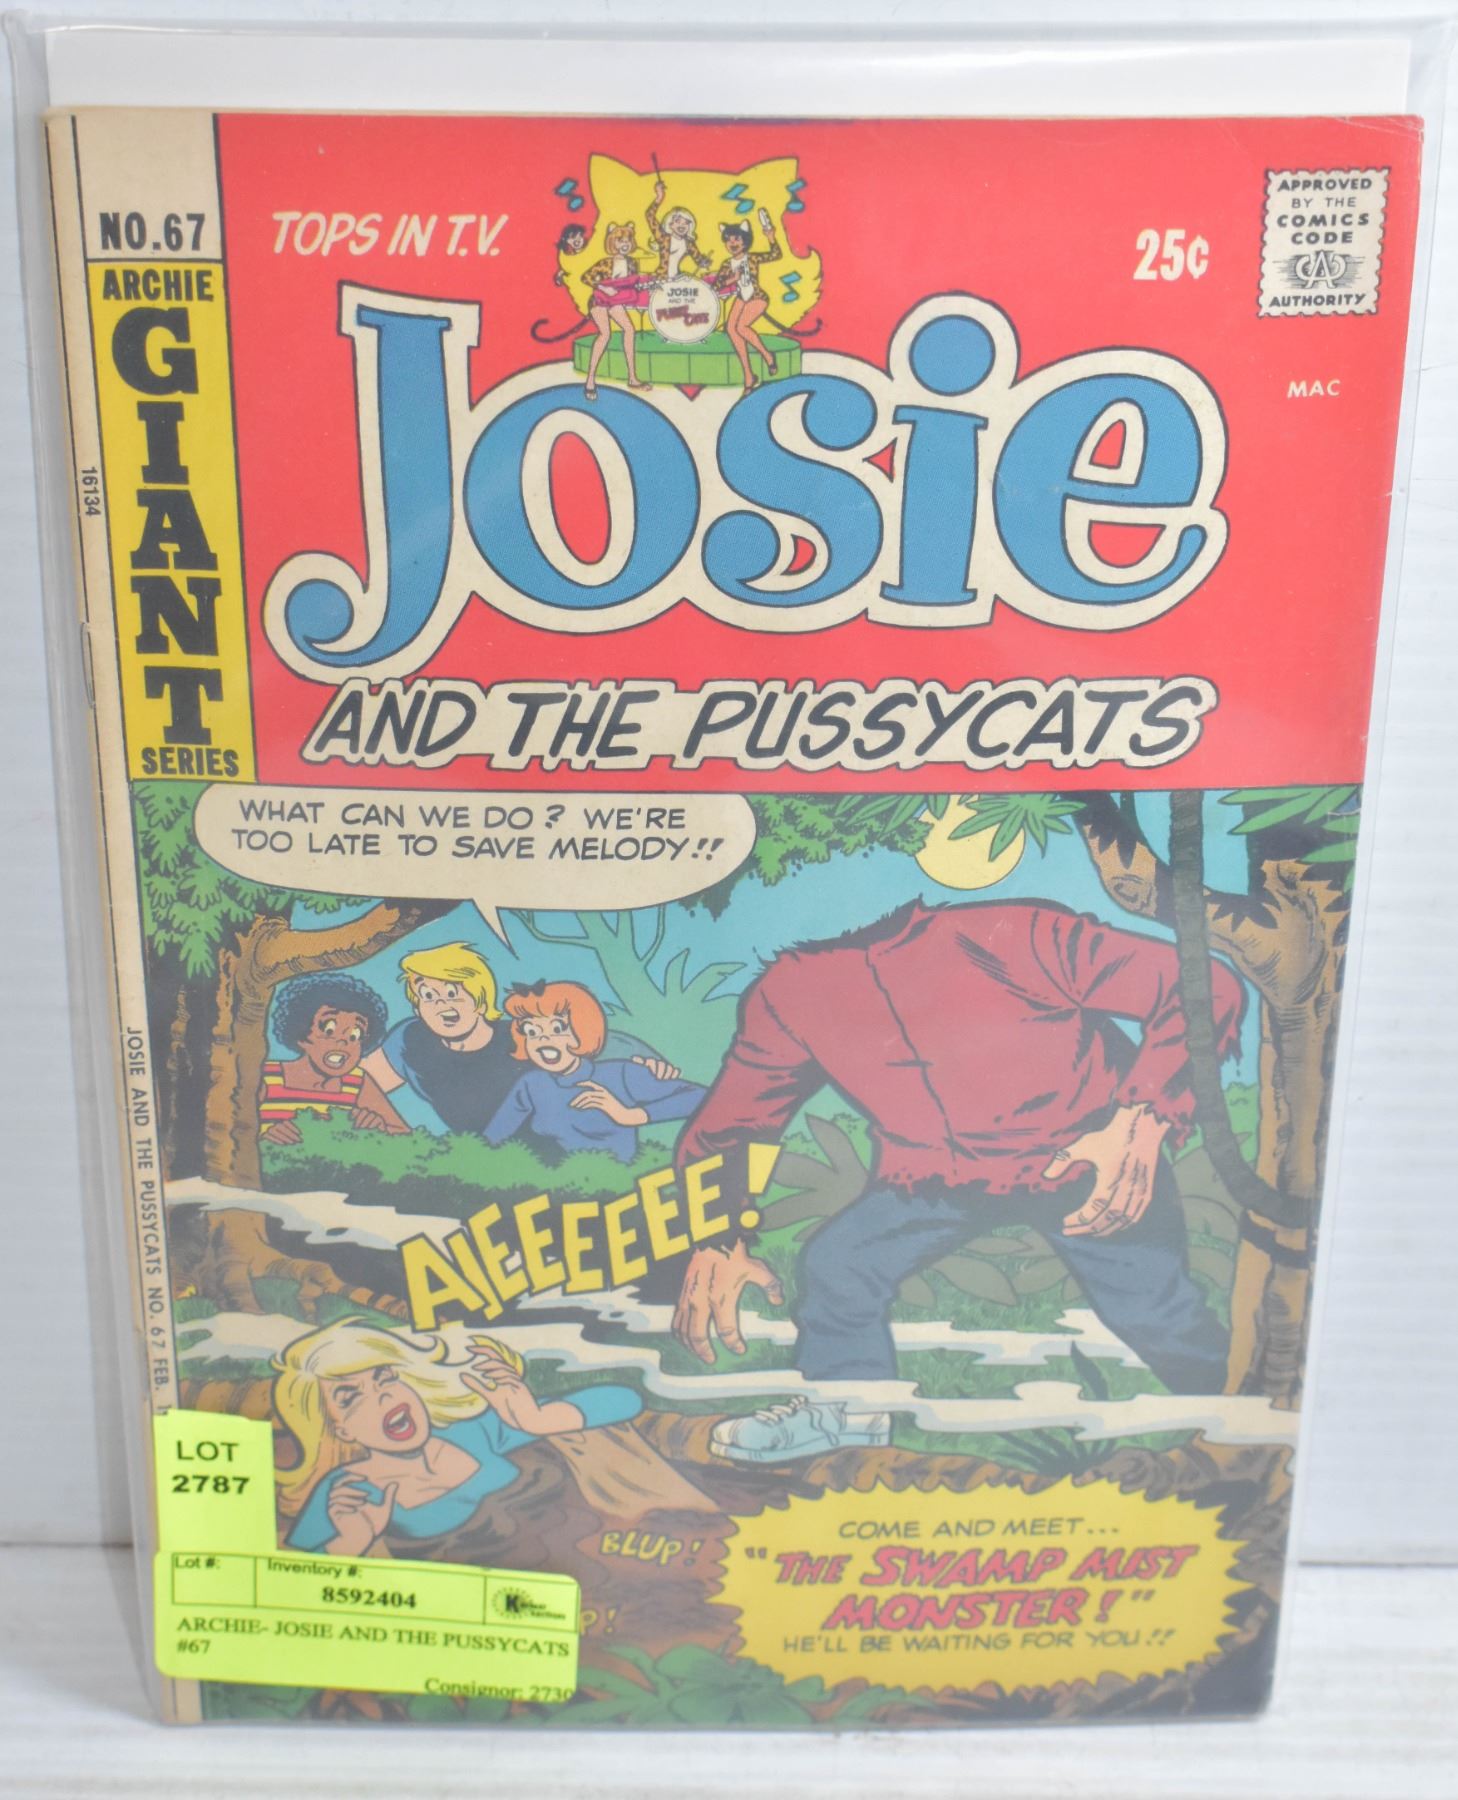 NO.67
ARCHIE
GIANT
SERIES
16134
JOSIE AND THE PUSSYCATS NO. 67 FEB.
TOPS IN T.V.
JOSIE
AND THE
PUSSY CATS
25¢
APPROVED
BY THE
COMICS
CODE
CA
AUTHORITY
MAC
Josie
AND THE PUSSYCATS
WHAT CAN WE DO? WE'RE
TOO LATE TO SAVE MELODY!!
AIEEEEEE!
BLUP!
COME AND MEET...
"THE SWAMP MIST
MONSTER!"
HE'LL BE WAITING FOR YOU!!
LOT
2787
Lot #:
Inventory #:
8592404
ARCHIE- JOSIE AND THE PUSSYCATS
#67
Consignor: 2730